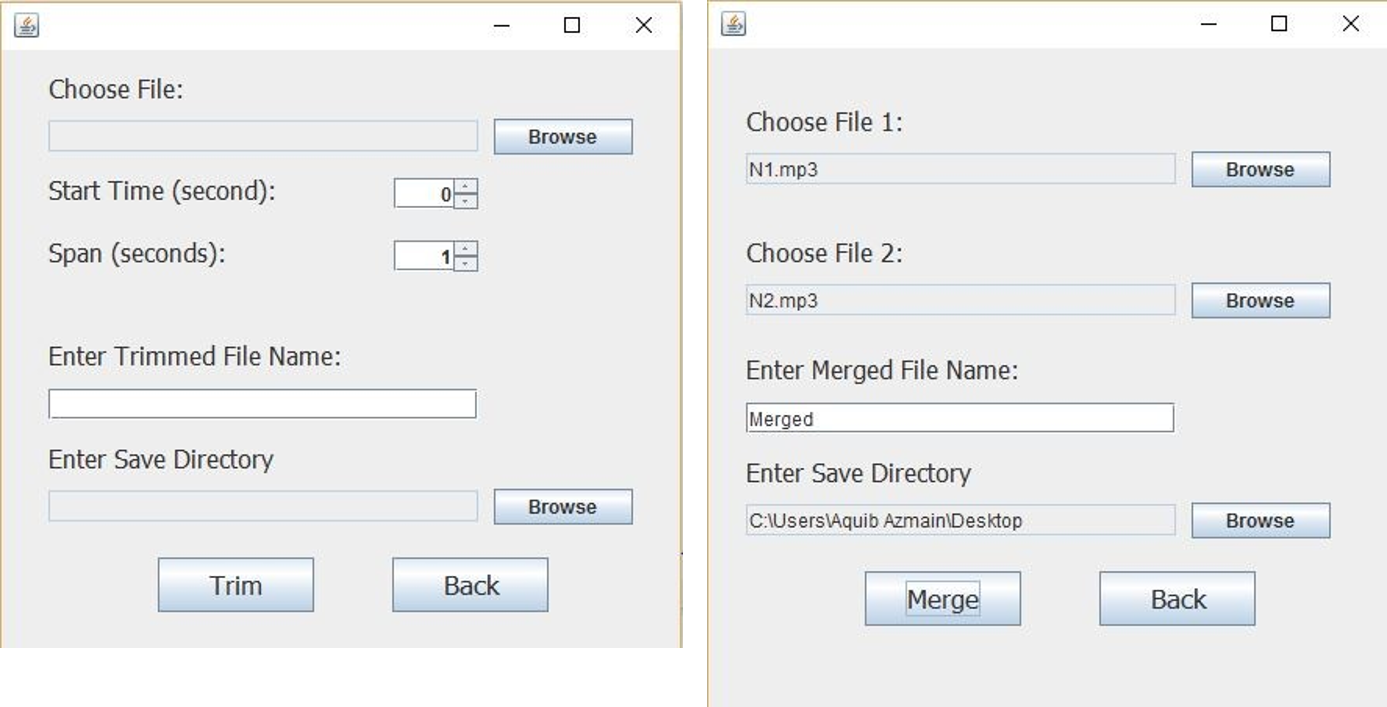 Choose File:
Browse
Start Time (second):
0
Span (seconds):
1
Enter Trimmed File Name:
Enter Save Directory
Browse
Trim
Back
Choose File 1:
N1.mp3
Browse
Choose File 2:
N2.mp3
Browse
Enter Merged File Name:
Merged
Enter Save Directory
C:\Users\Aquib Azmain\Desktop
Browse
Merge
Back